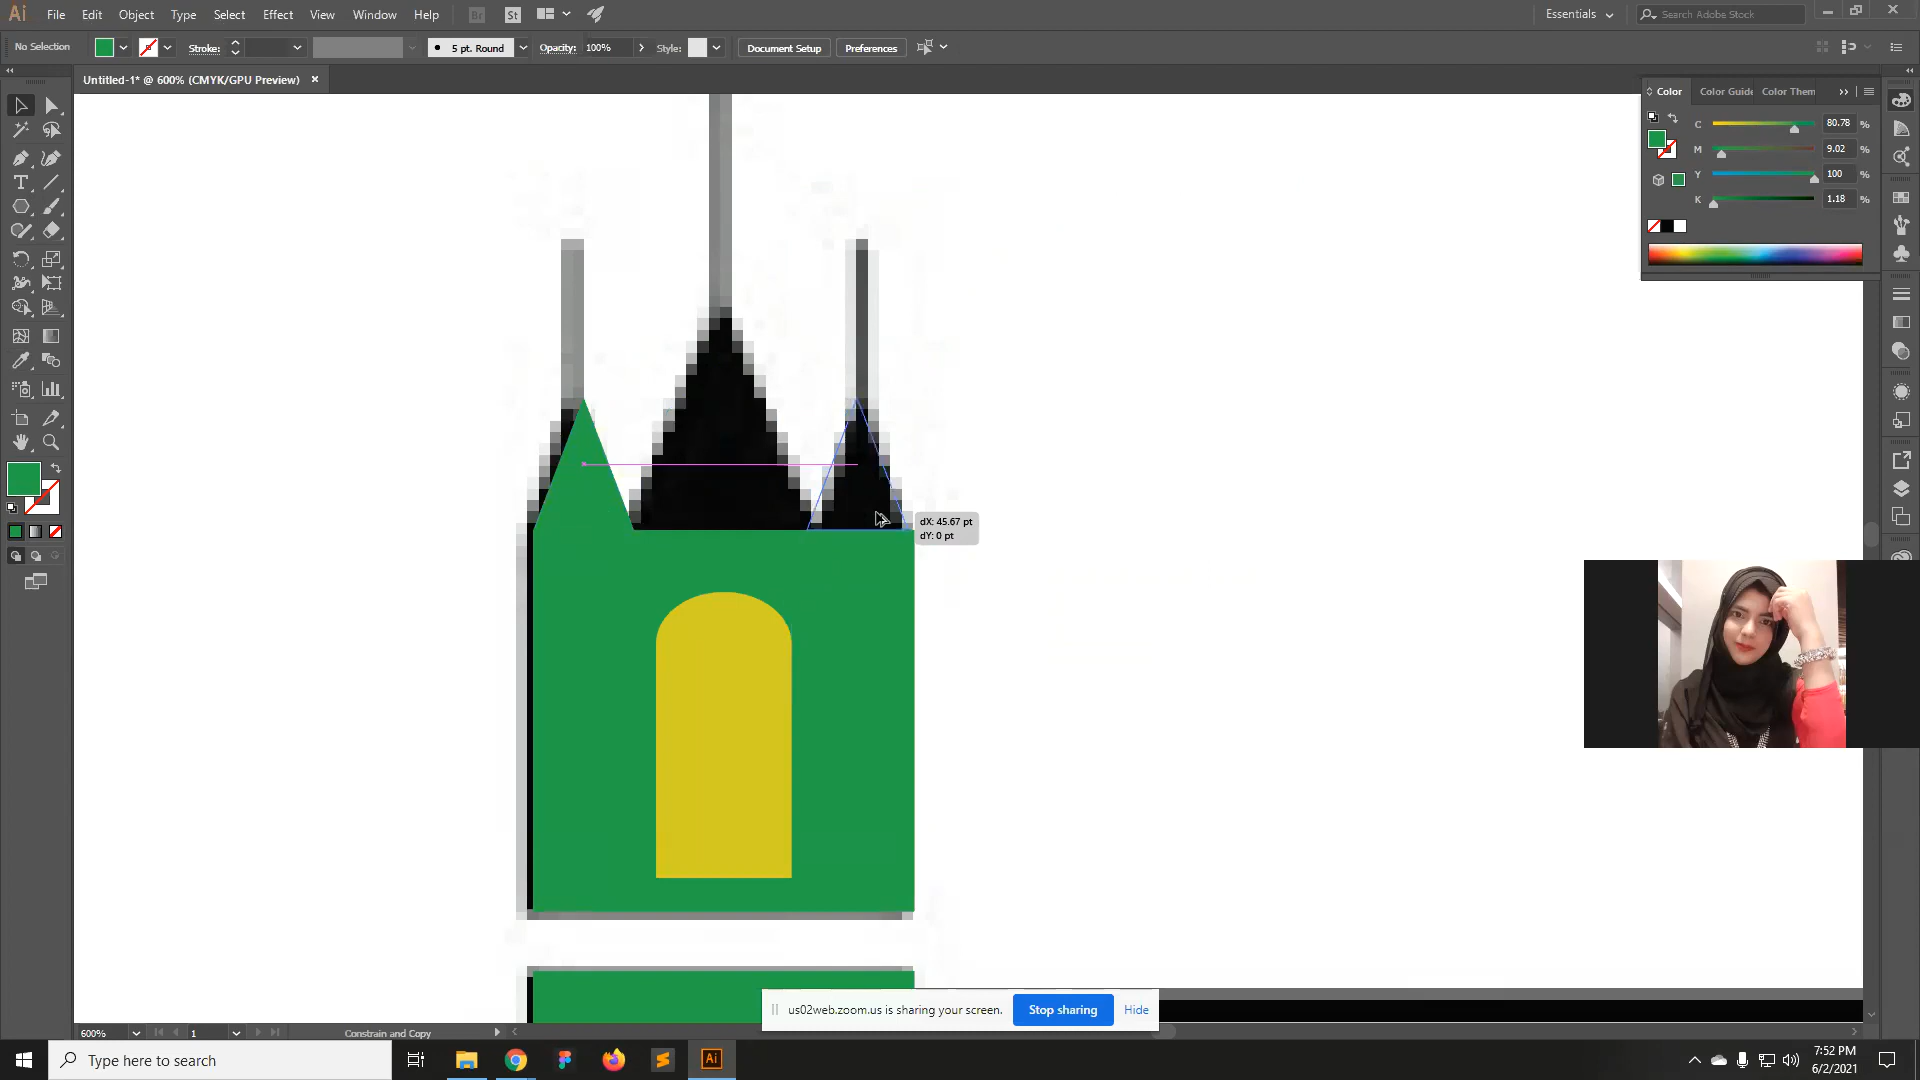 Ai File Edit Object Type Select Effect View Window Help Br St Essentials Search Adobe Stock
No Selection Stroke: 5 pt. Round Opacity: 100% Style: Document Setup Preferences
Untitled-1* @ 600% (CMYK/GPU Preview) ×
Color Color Guide Color Them
C 80.78 %
M 9.02 %
Y 100 %
K 1.18 %
dX: 45.67 pt
dY: 0 pt
us02web.zoom.us is sharing your screen. Stop sharing Hide
600% 1 Constrain and Copy
Type here to search Ai 7:52 PM
6/2/2021